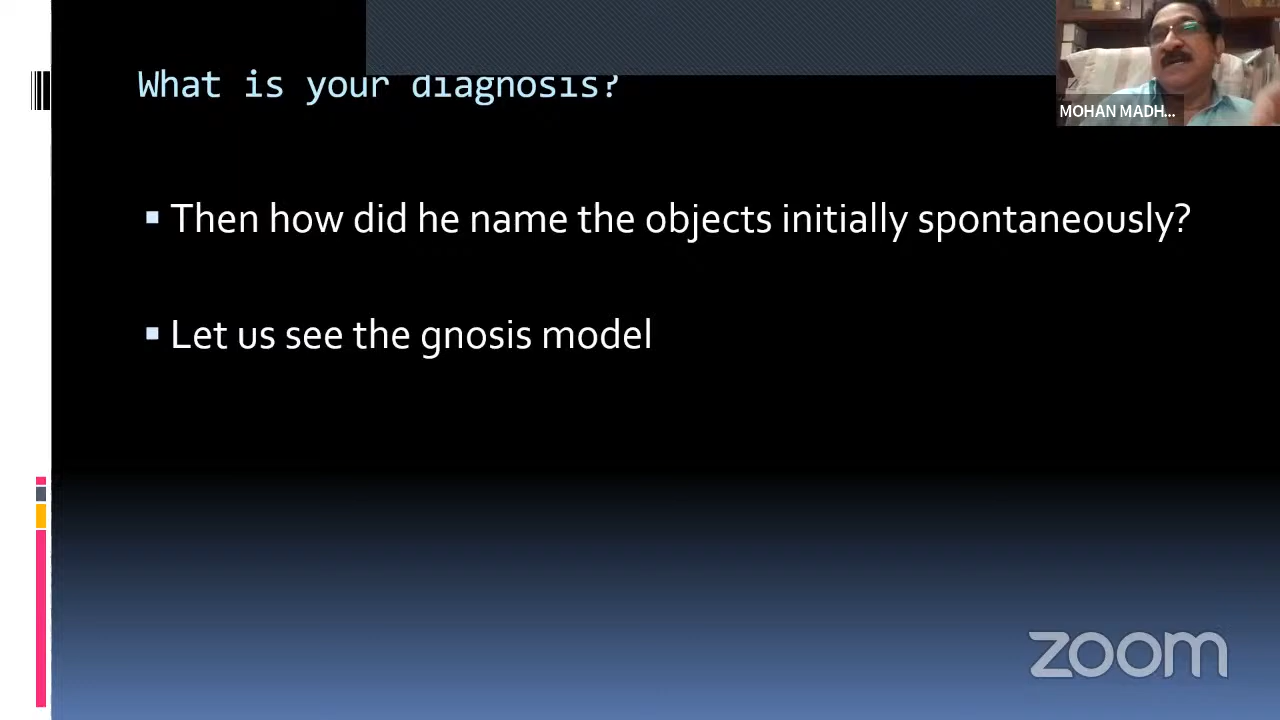 What is your diagnosis?
MOHAN MADH...
Then how did he name the objects initially spontaneously?
Let us see the gnosis model
zoom